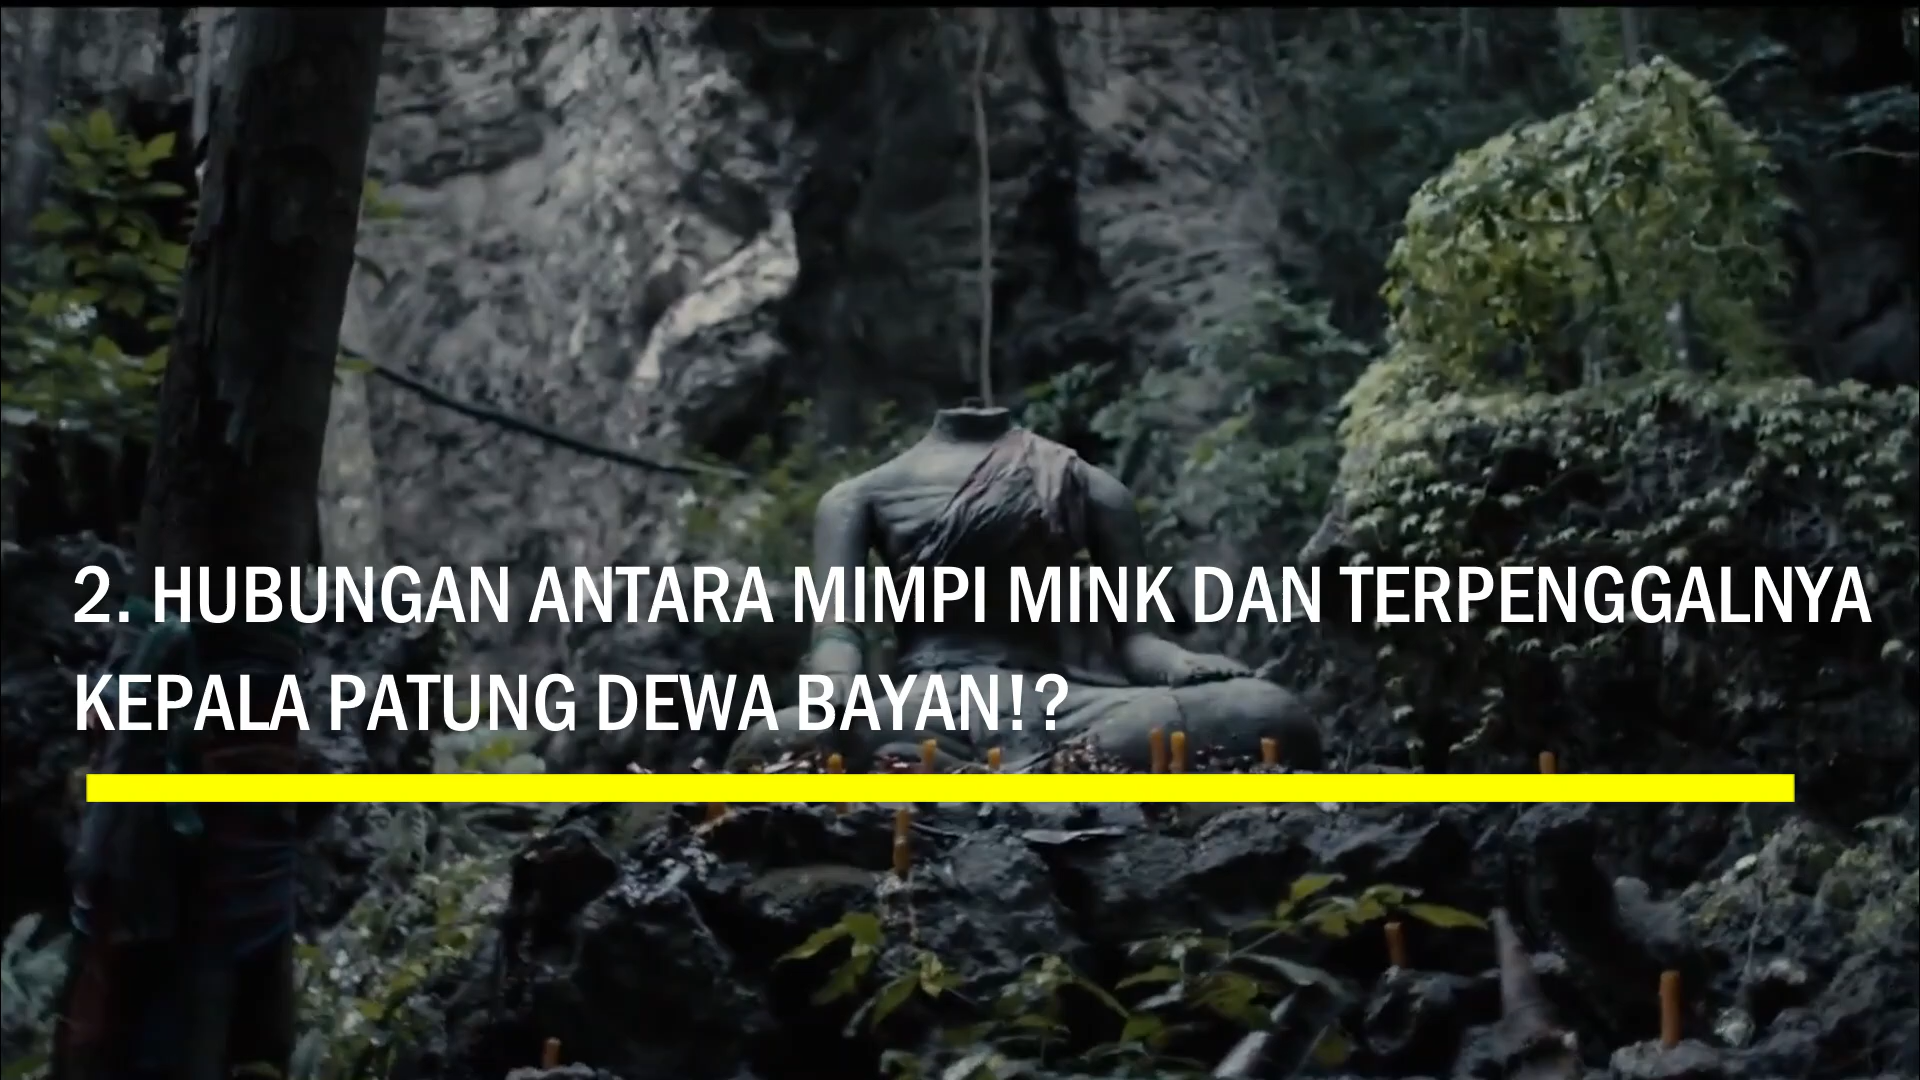 2. HUBUNGAN ANTARA MIMPI MINK DAN TERPENGGALNYA
KEPALA PATUNG DEWA BAYAN!?